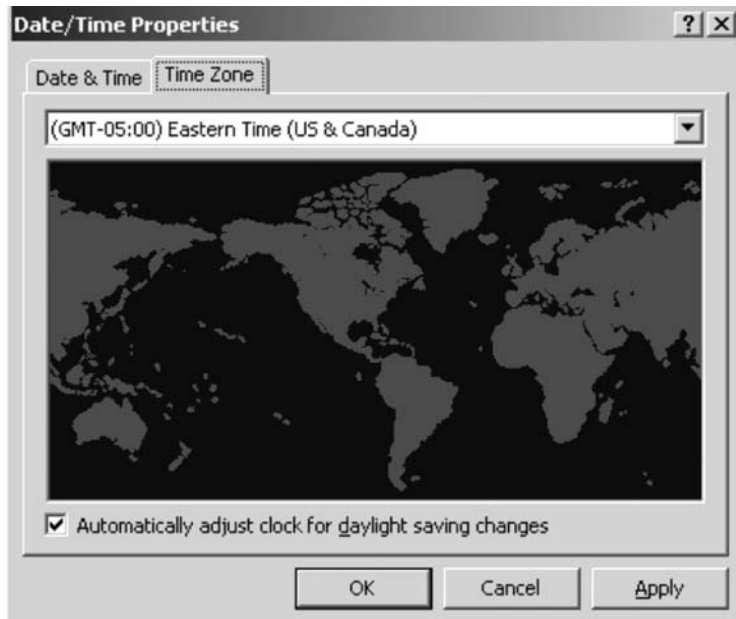 Date/Time Properties
? X
Date & Time Time Zone
(GMT-05:00) Eastern Time (US & Canada)
Automatically adjust clock for daylight saving changes
OK Cancel Apply